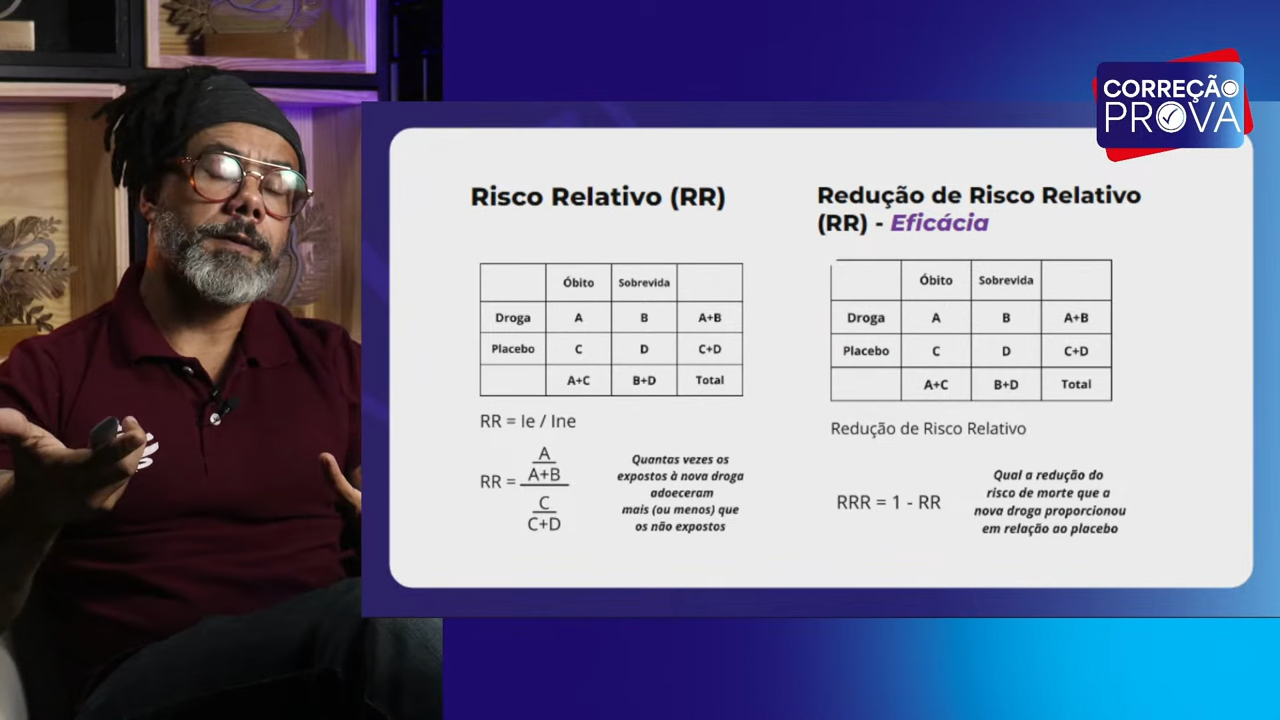 CORREÇÃO
PROVA
Risco Relativo (RR)
Óbito Sobrevida
Droga A B A+B
Placebo C D C+D
A+C B+D Total
RR = Ie / Ine
RR =
A
A+B
C
C+D
Quantas vezes os
expostos à nova droga
adoeceram
mais (ou menos) que
os não expostos
Redução de Risco Relativo
(RR) - Eficácia
Óbito Sobrevida
Droga A B A+B
Placebo C D C+D
A+C B+D Total
Redução de Risco Relativo
RRR = 1 - RR
Qual a redução do
risco de morte que a
nova droga proporcionou
em relação ao placebo